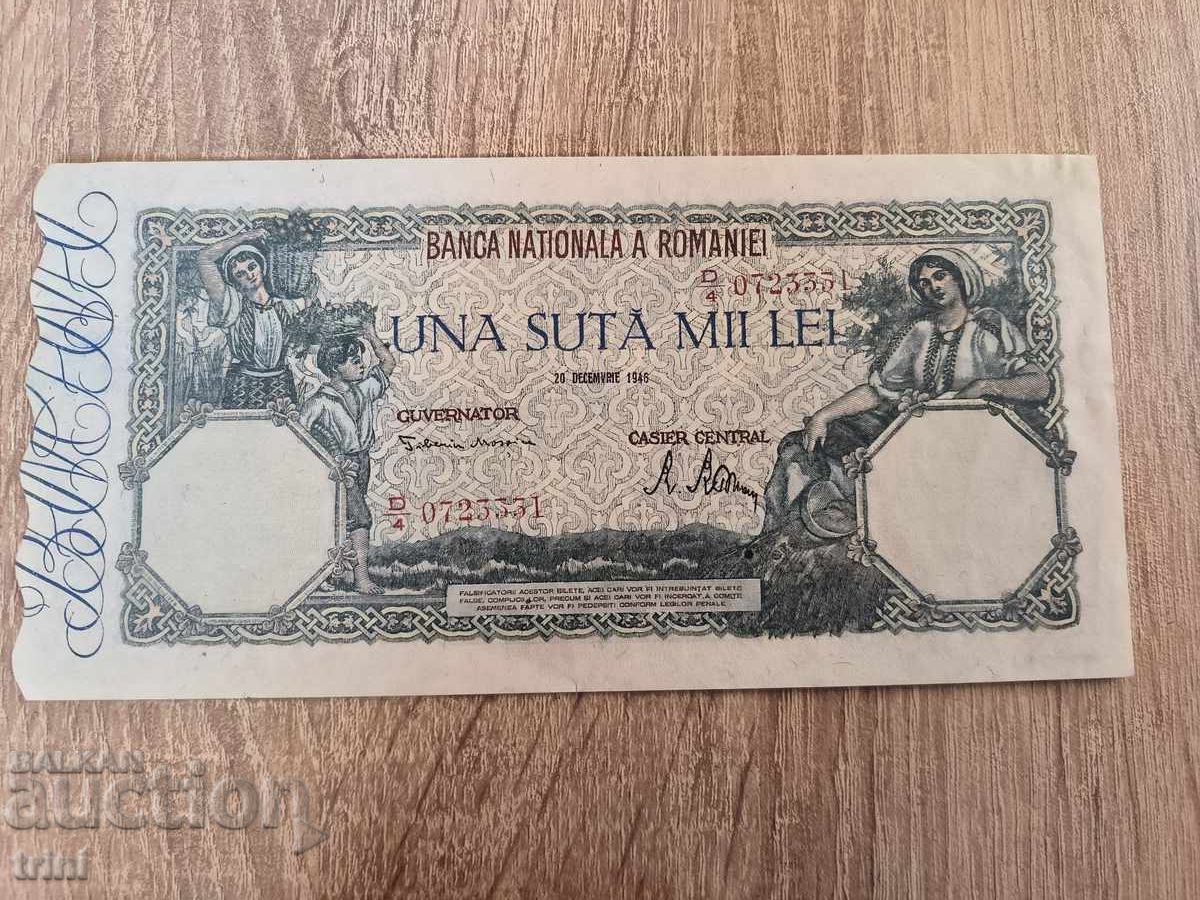 BANCA NATIONALA A ROMANIEI
D/4 0723331
UNA SUTĂ MII LEI
20 DECEMVRIE 1946
GUVERNATOR
CASIER CENTRAL
D/4 0723331
FALSIFICATORII ACESTOR BILETE, ACEI CARI VOR FI INTREBUINTAT BILETE
FALSE, COMPLICII LOR, PRECUM SI ACEI CARI VOR FI INCERCAT A COMITE
ASEMENEA FAPTE VOR FI PEDEPSITI CONFORM LEGILOR PENALE
BALKAN
auction
trini